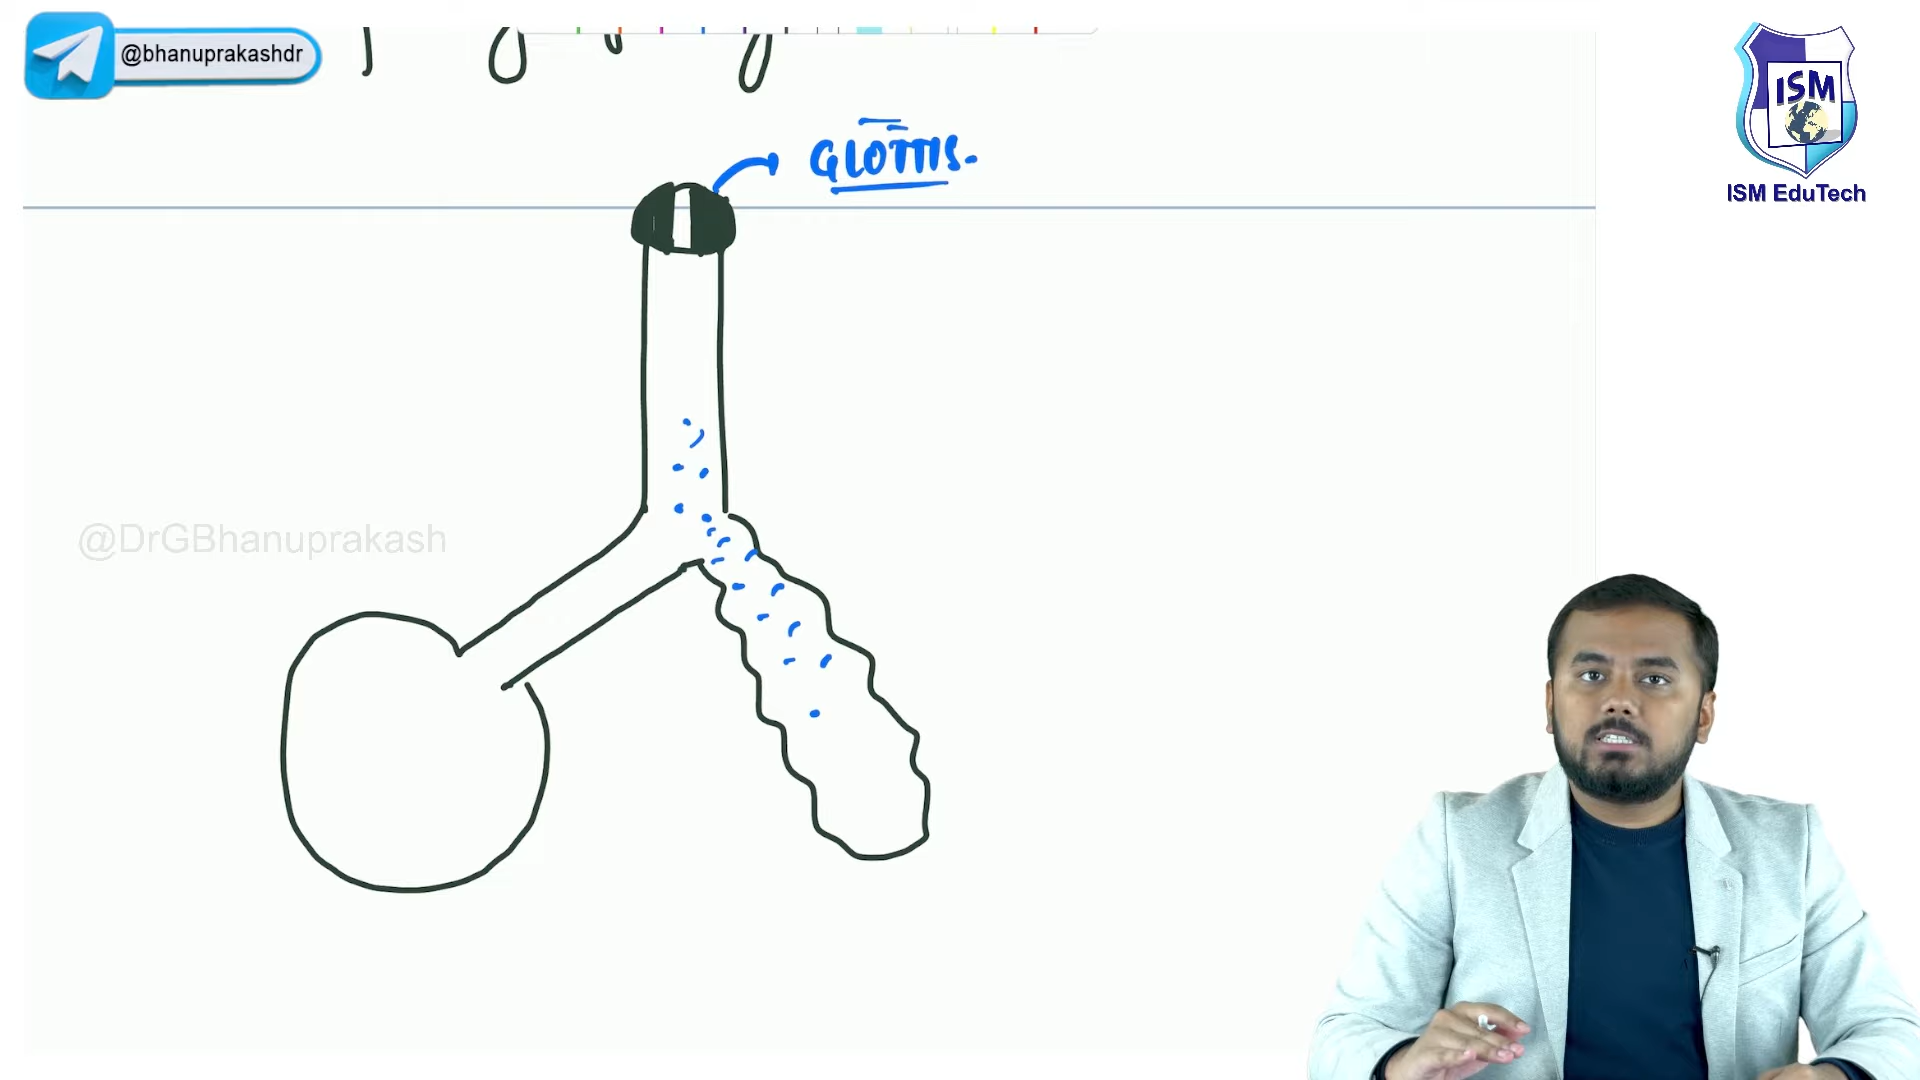 @bhanuprakashdr
GLOTTIS.
ISM
ISM EduTech
@DrGBhanuprakash